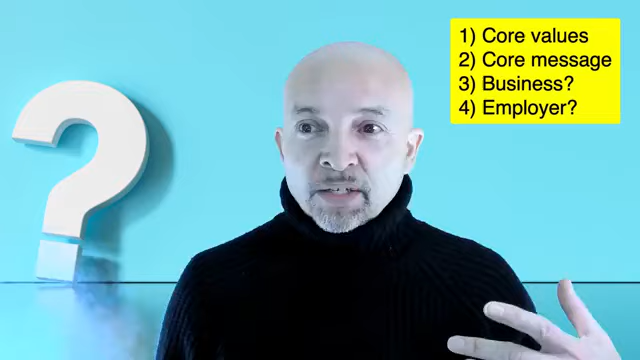 1) Core values
2) Core message
3) Business?
4) Employer?